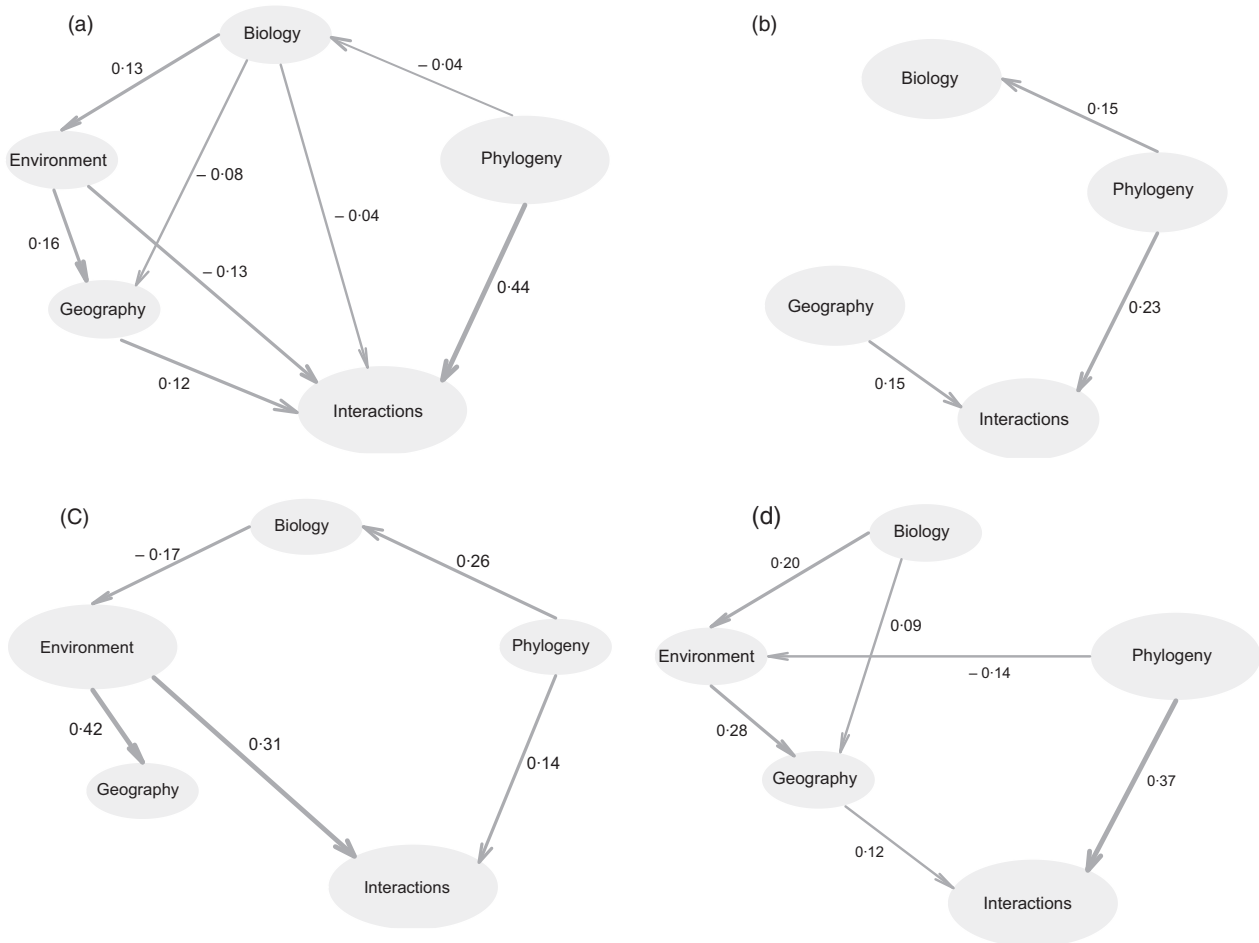 (a)
Biology
0·13
– 0·04
Environment
Phylogeny
– 0·08
– 0·04
0·16
– 0·13
0·44
Geography
0·12
Interactions
(b)
Biology
0·15
Phylogeny
Geography
0·23
0·15
Interactions
(C)
Biology
– 0·17
0·26
Environment
Phylogeny
0·42
0·31
0·14
Geography
Interactions
(d)
Biology
0·20
0·09
Environment
Phylogeny
– 0·14
0·28
Geography
0·37
0·12
Interactions